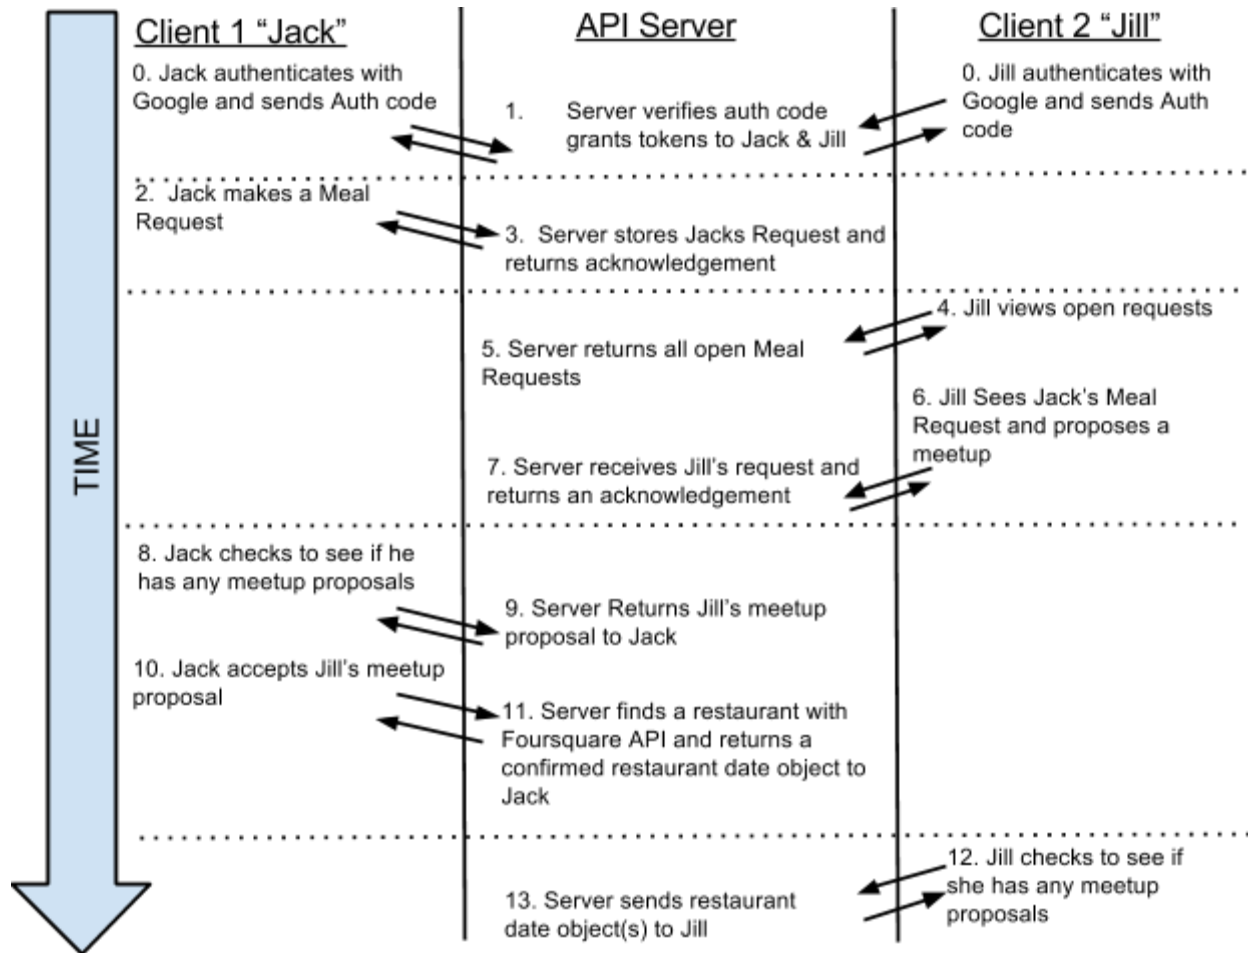 Client 1 “Jack”
API Server
Client 2 “Jill”
0. Jack authenticates with
Google and sends Auth code
0. Jill authenticates with
Google and sends Auth
code
1. Server verifies auth code
grants tokens to Jack & Jill
2. Jack makes a Meal
Request
3. Server stores Jacks Request and
returns acknowledgement
4. Jill views open requests
5. Server returns all open Meal
Requests
6. Jill Sees Jack’s Meal
Request and proposes a
meetup
7. Server receives Jill’s request and
returns an acknowledgement
TIME
8. Jack checks to see if he
has any meetup proposals
9. Server Returns Jill’s meetup
proposal to Jack
10. Jack accepts Jill’s meetup
proposal
11. Server finds a restaurant with
Foursquare API and returns a
confirmed restaurant date object to
Jack
12. Jill checks to see if
she has any meetup
proposals
13. Server sends restaurant
date object(s) to Jill